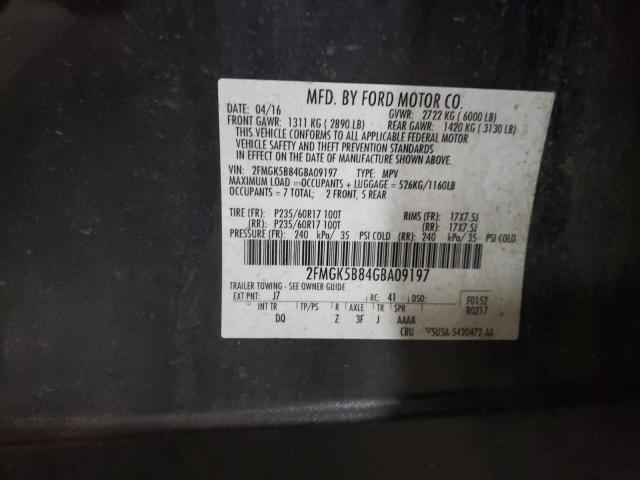 MFD. BY FORD MOTOR CO.
DATE: 04/16 GVWR: 2722 KG ( 6000 LB)
FRONT GAWR: 1311 KG ( 2890 LB) REAR GAWR: 1420 KG ( 3130 LB)
THIS VEHICLE CONFORMS TO ALL APPLICABLE FEDERAL MOTOR
VEHICLE SAFETY AND THEFT PREVENTION STANDARDS
IN EFFECT ON THE DATE OF MANUFACTURE SHOWN ABOVE.
VIN: 2FMGK5B84GBA09197 TYPE: MPV
MAXIMUM LOAD = OCCUPANTS + LUGGAGE = 526KG/1160LB
OCCUPANTS = 7 TOTAL; 2 FRONT, 5 REAR
TIRE (FR): P235/60R17 100T RIMS (FR): 17X7.5J
(RR): P235/60R17 100T (RR): 17X7.5J
PRESSURE (FR): 240 kPa/ 35 PSI COLD (RR): 240 kPa/ 35 PSI COLD
2FMGK5B84GBA09197
TRAILER TOWING - SEE OWNER GUIDE
EXT PNT: J7 RC: 41 DSO: F0152
INT TR TP/PS R AXLE TR SPR R0217
DQ Z 3F J AAAA
CBU 5U5A-5420472-AA